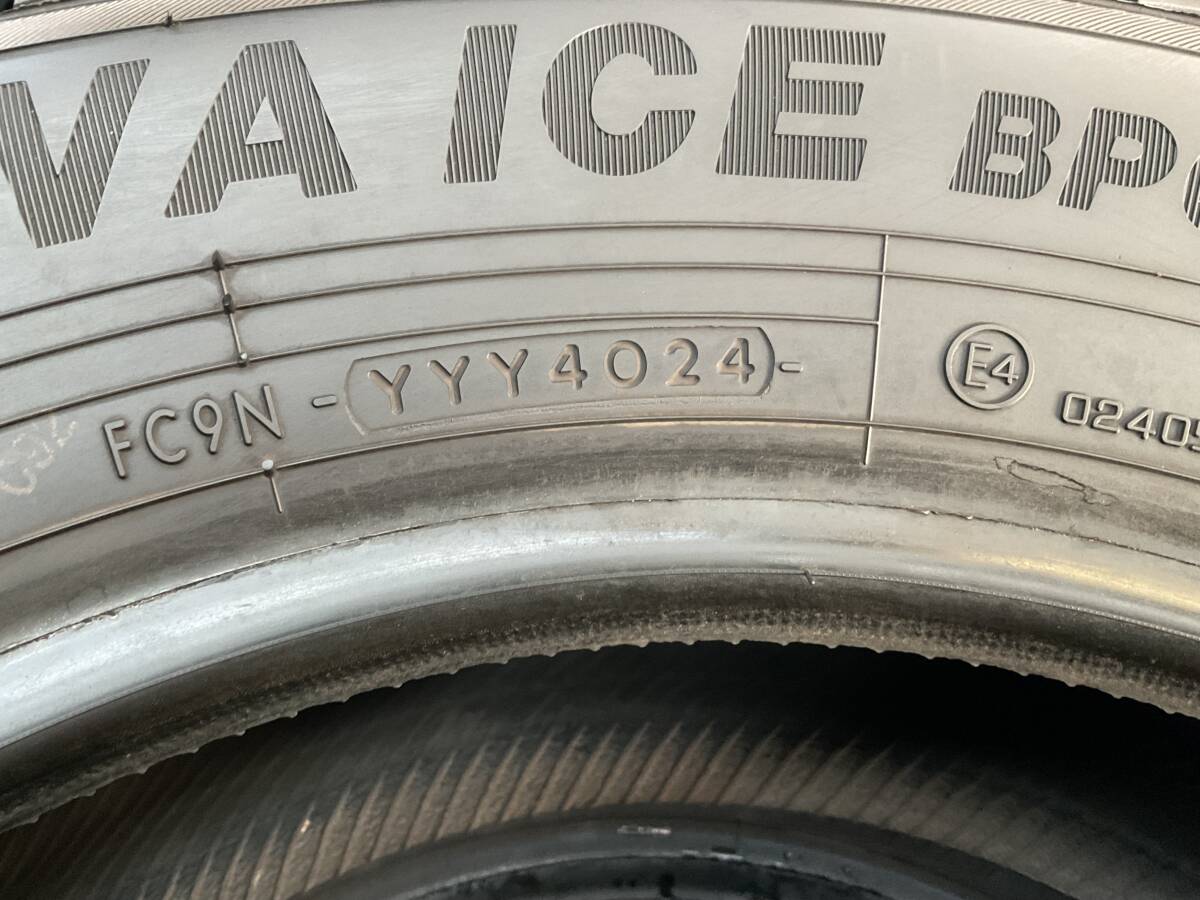 VA ICE BP
FC9N - YYY4024 -
E4
02405